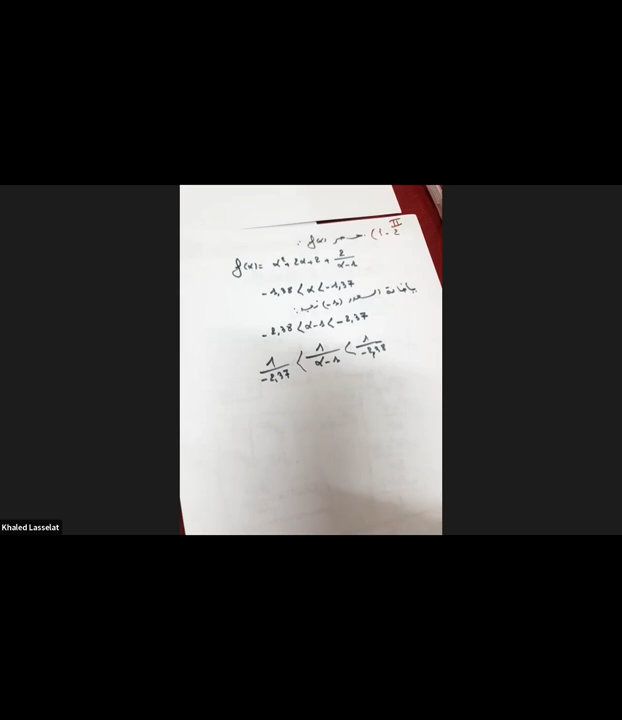 II
2-1) حصر f(α) :
f(α) = α² + 2α + 2 + 2/(α-1)
-1,38 < α < -1,37
بإضافة العدد (-1) نجد :
-2,38 < α-1 < -2,37
1/-2,37 < 1/(α-1) < 1/-2,38
Khaled Lasselat